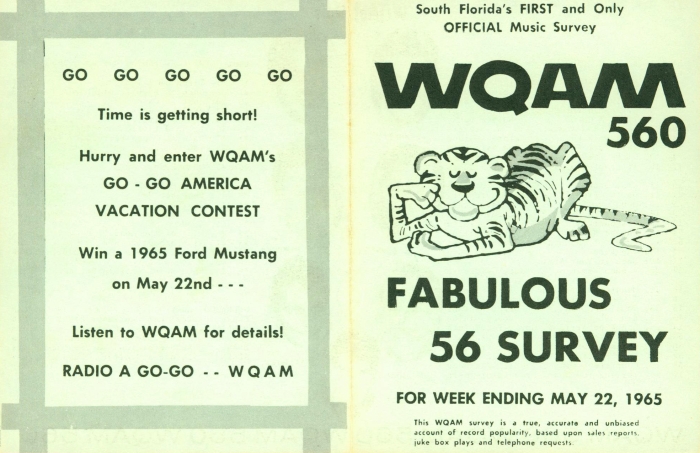 GO GO GO GO GO
Time is getting short!
Hurry and enter WQAM's
GO - GO AMERICA
VACATION CONTEST
Win a 1965 Ford Mustang
on May 22nd - - -
Listen to WQAM for details!
RADIO A GO-GO -- WQAM
South Florida's FIRST and Only
OFFICIAL Music Survey
WQAM
560
FABULOUS
56 SURVEY
FOR WEEK ENDING MAY 22, 1965
This WQAM survey is a true, accurate and unbiased
account of record popularity, based upon sales reports,
juke box plays and telephone requests.